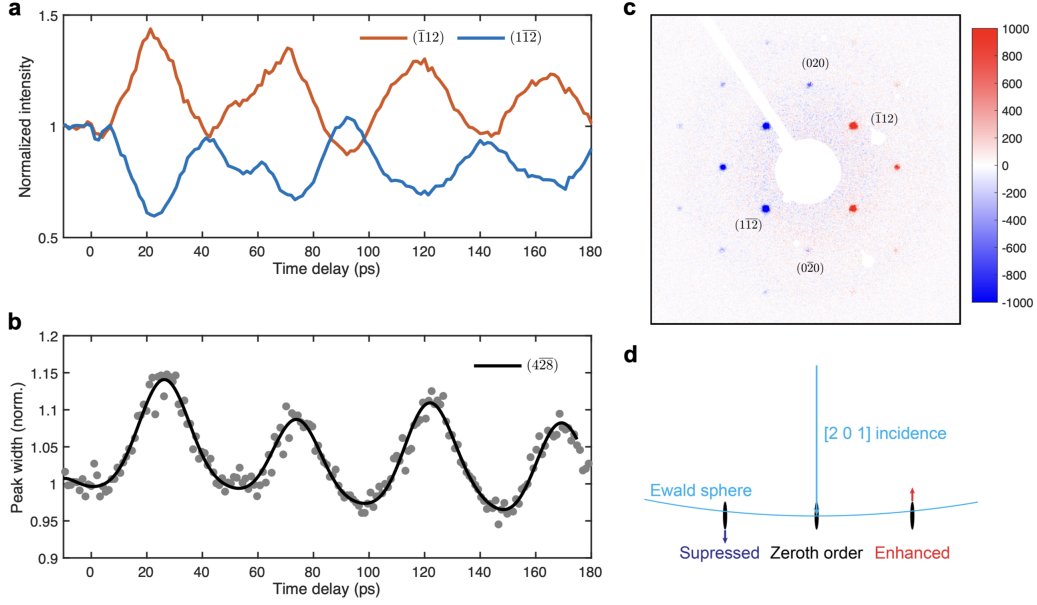 a
1.5
1
0.5
Normalized intensity
(1̅12)
(11̅2̅)
0 20 40 60 80 100 120 140 160 180
Time delay (ps)
b
1.2
1.15
1.1
1.05
1
0.95
0.9
Peak width (norm.)
(42̅8̅)
0 20 40 60 80 100 120 140 160 180
Time delay (ps)
c
(020)
(1̅12)
(11̅2̅)
(02̅0)
1000
800
600
400
200
0
-200
-400
-600
-800
-1000
d
[2 0 1] incidence
Ewald sphere
Supressed Zeroth order Enhanced